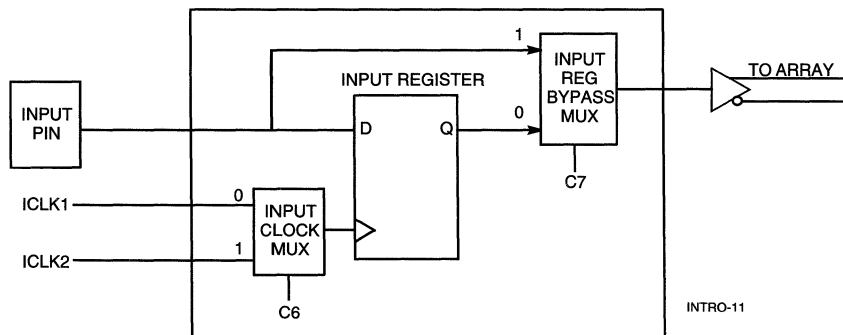 1
INPUT
REG
BYPASS
MUX
TO ARRAY
INPUT REGISTER
INPUT
PIN
D
Q
0
C7
ICLK1
0
INPUT
CLOCK
MUX
ICLK2
1
C6
INTRO-11